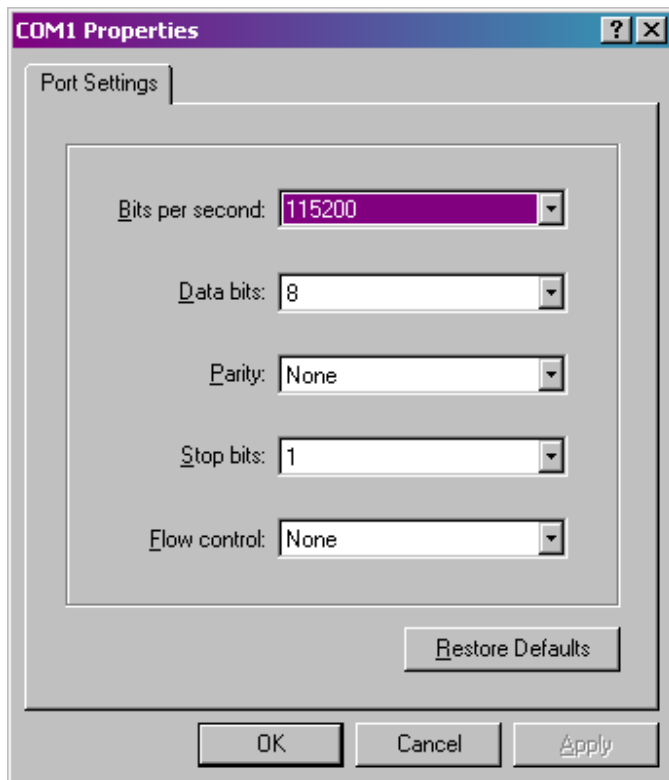 COM1 Properties
Port Settings
Bits per second: 115200
Data bits: 8
Parity: None
Stop bits: 1
Flow control: None
Restore Defaults
OK Cancel Apply